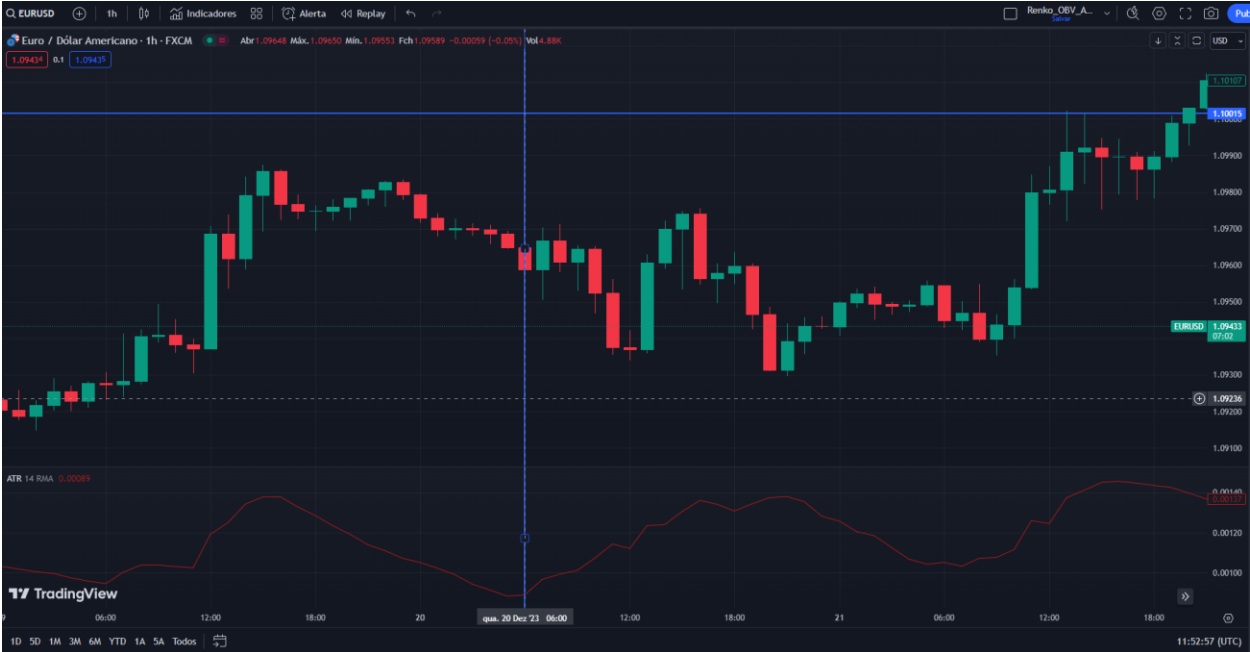 EURUSD 1h Indicadores Alerta Replay Renko_OBV_A... Salvar Pub
Euro / Dólar Americano · 1h · FXCM Abr1.09648 Máx.1.09650 Mín.1.09553 Fch1.09589 −0.00059 (−0.05%) Vol4.88K USD
1.09434 0.1 1.09435
1.10107
1.10015
1.10000
1.09900
1.09800
1.09700
1.09600
1.09500
EURUSD 1.09433
07:02
1.09300
1.09236
1.09200
1.09100
ATR 14 RMA 0.00089
0.00140
0.00137
0.00120
0.00100
TradingView
9 06:00 12:00 18:00 20 qua. 20 Dez '23 06:00 12:00 18:00 21 06:00 12:00 18:00
1D 5D 1M 3M 6M YTD 1A 5A Todos 11:52:57 (UTC)